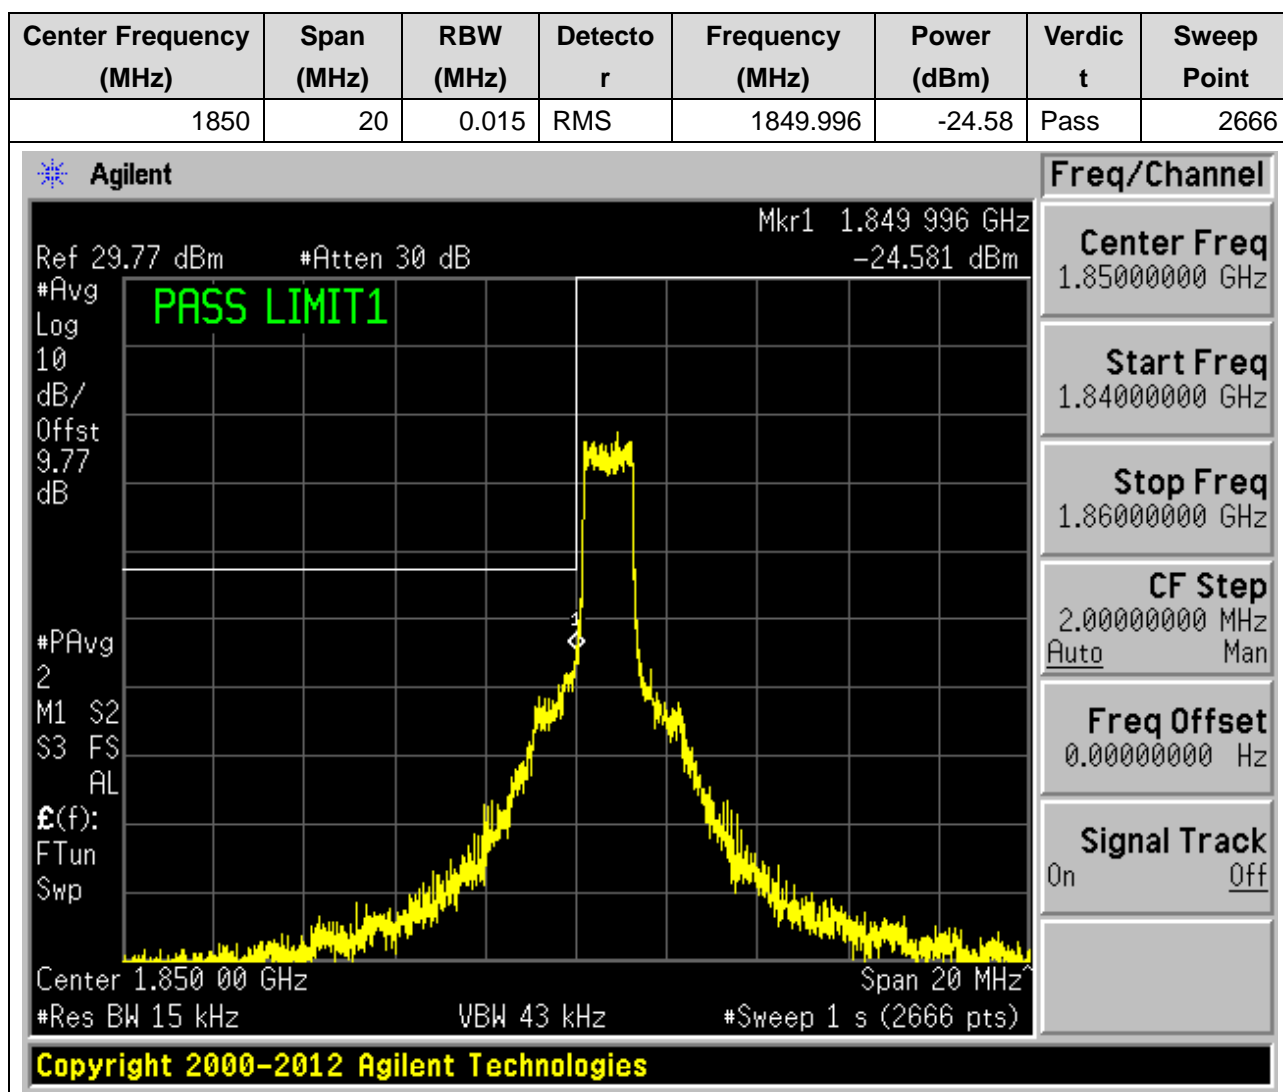 Center Frequency Span RBW Detecto Frequency Power Verdic Sweep
(MHz) (MHz) (MHz) r (MHz) (dBm) t Point
1850 20 0.015 RMS 1849.996 -24.58 Pass 2666
Agilent Freq/Channel
Mkr1 1.849 996 GHz
Ref 29.77 dBm #Atten 30 dB -24.581 dBm
#Avg
Log
10
dB/
Offst
9.77
dB
PASS LIMIT1
1
#PAvg
2
M1 S2
S3 FS
AL
£(f):
FTun
Swp
Center 1.850 00 GHz Span 20 MHz^
#Res BW 15 kHz VBW 43 kHz #Sweep 1 s (2666 pts)
Center Freq
1.85000000 GHz
Start Freq
1.84000000 GHz
Stop Freq
1.86000000 GHz
CF Step
2.00000000 MHz
Auto Man
Freq Offset
0.00000000 Hz
Signal Track
On Off
Copyright 2000-2012 Agilent Technologies